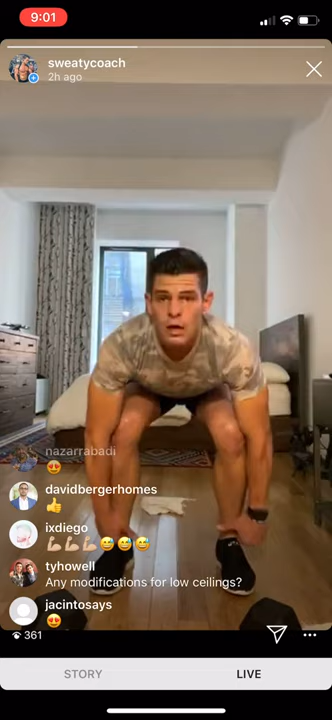 9:01
sweatycoach
2h ago
nazarrabadi
😍
davidbergerhomes
👍
ixdiego
💪🏼💪🏼💪🏼😅😅😅
tyhowell
Any modifications for low ceilings?
jacintosays
😍
361
STORY
LIVE